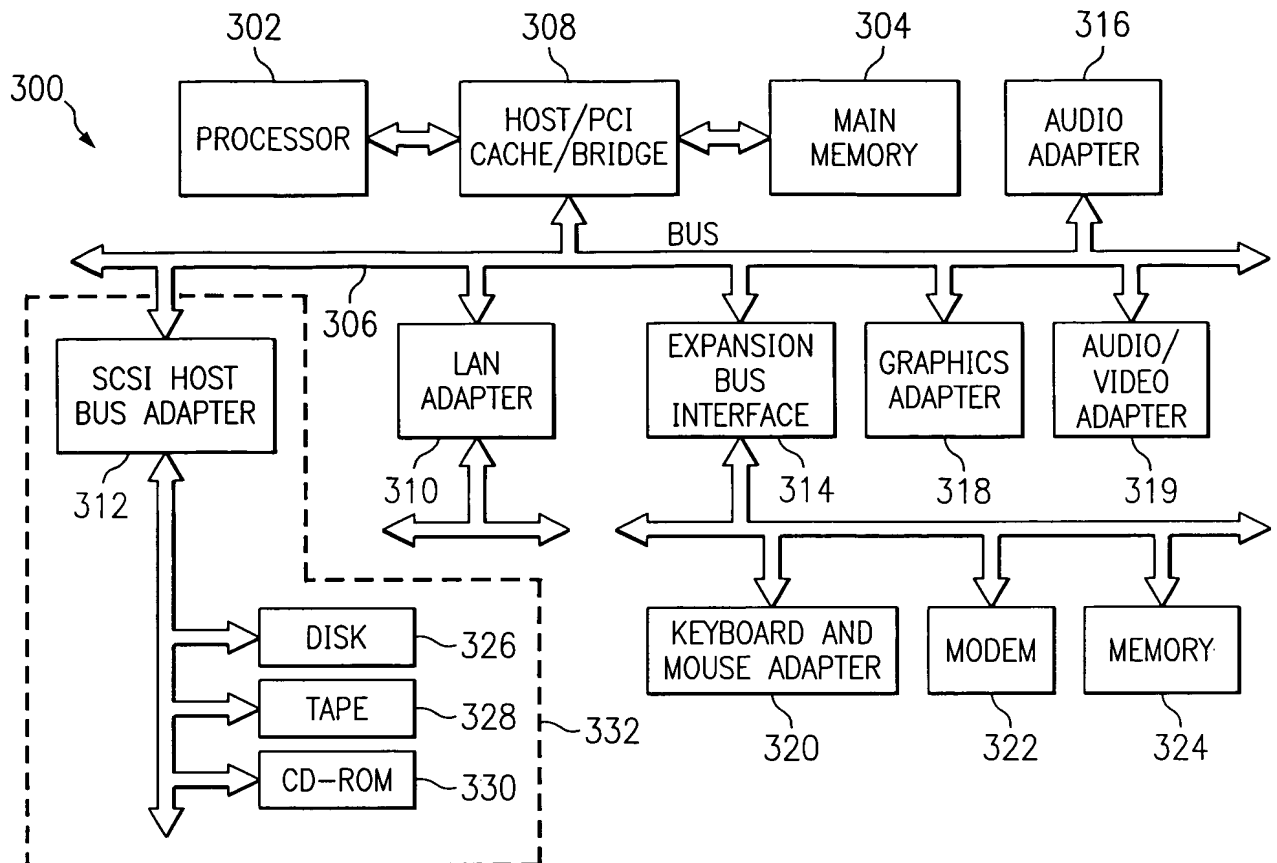 302
308
304
316
300
PROCESSOR
HOST/PCI
CACHE/BRIDGE
MAIN
MEMORY
AUDIO
ADAPTER
BUS
306
SCSI HOST
BUS ADAPTER
LAN
ADAPTER
EXPANSION
BUS
INTERFACE
GRAPHICS
ADAPTER
AUDIO/
VIDEO
ADAPTER
312
310
314
318
319
DISK
326
TAPE
328
CD-ROM
330
332
KEYBOARD AND
MOUSE ADAPTER
MODEM
MEMORY
320
322
324